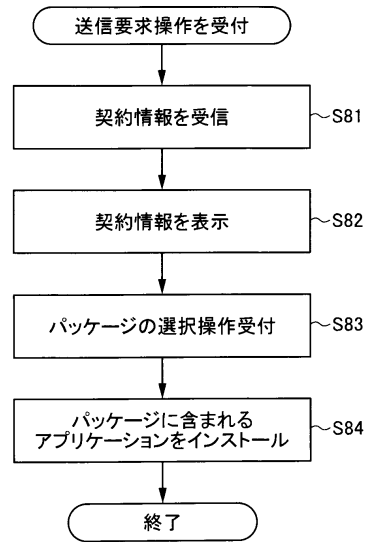 送信要求操作を受付
契約情報を受信
S81
契約情報を表示
S82
パッケージの選択操作受付
S83
パッケージに含まれる
アプリケーションをインストール
S84
終了